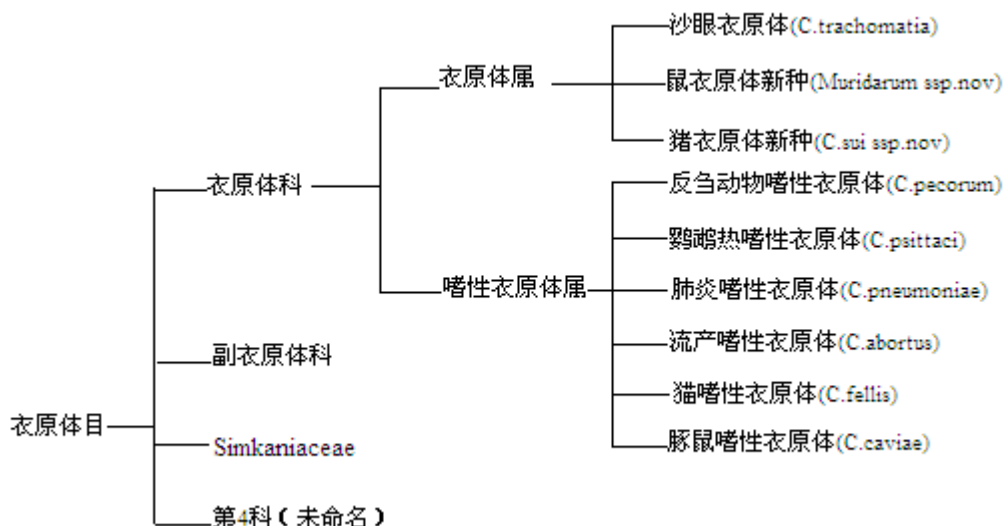 沙眼衣原体(C.trachomatia)
衣原体属
鼠衣原体新种(Muridarum ssp.nov)
猪衣原体新种(C.sui ssp.nov)
衣原体科
反刍动物嗜性衣原体(C.pecorum)
鹦鹉热嗜性衣原体(C.psittaci)
嗜性衣原体属
肺炎嗜性衣原体(C.pneumoniae)
流产嗜性衣原体(C.abortus)
副衣原体科
猫嗜性衣原体(C.fellis)
衣原体目
豚鼠嗜性衣原体(C.caviae)
Simkaniaceae
第4科(未命名)